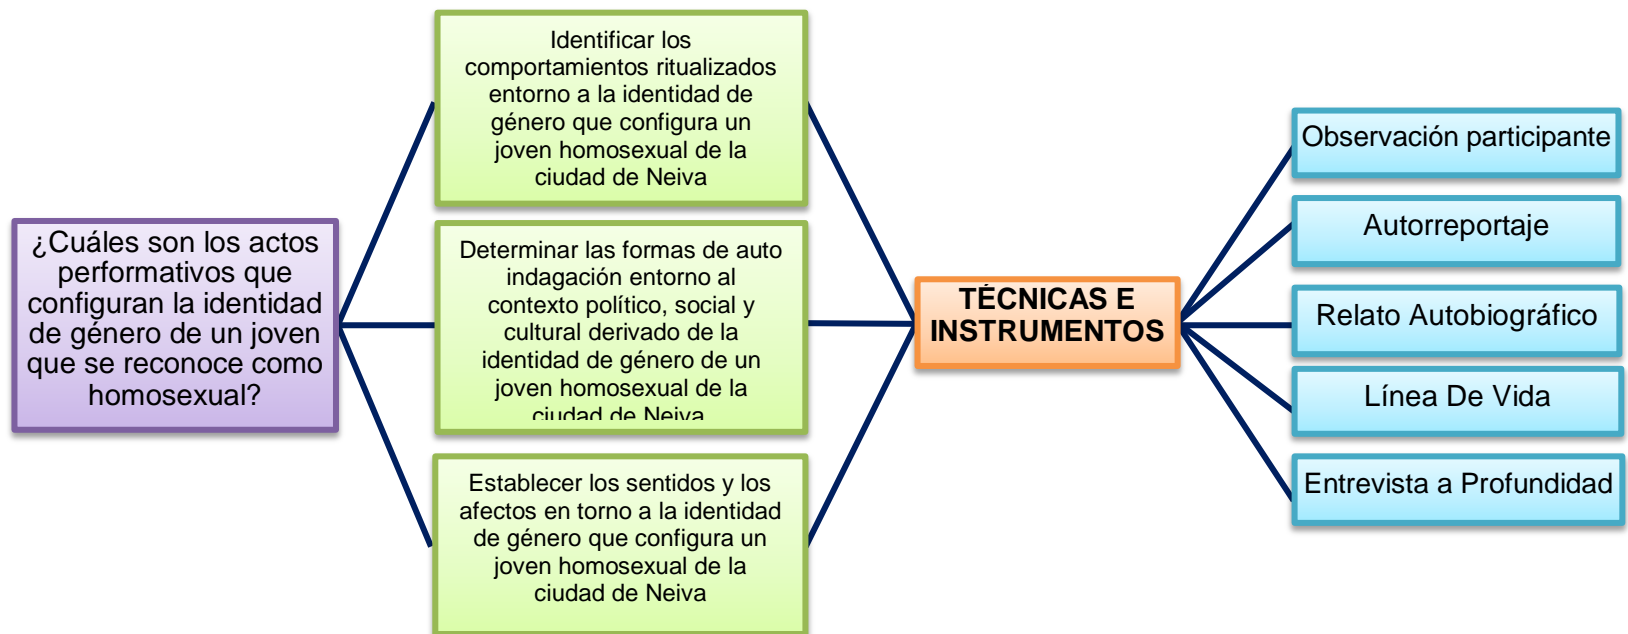 ¿Cuáles son los actos
performativos que
configuran la identidad
de género de un joven
que se reconoce como
homosexual?
Identificar los
comportamientos ritualizados
entorno a la identidad de
género que configura un
joven homosexual de la
ciudad de Neiva
Determinar las formas de auto
indagación entorno al
contexto político, social y
cultural derivado de la
identidad de género de un
joven homosexual de la
ciudad de Neiva
Establecer los sentidos y los
afectos en torno a la identidad
de género que configura un
joven homosexual de la
ciudad de Neiva
TÉCNICAS E
INSTRUMENTOS
Observación participante
Autorreportaje
Relato Autobiográfico
Línea De Vida
Entrevista a Profundidad